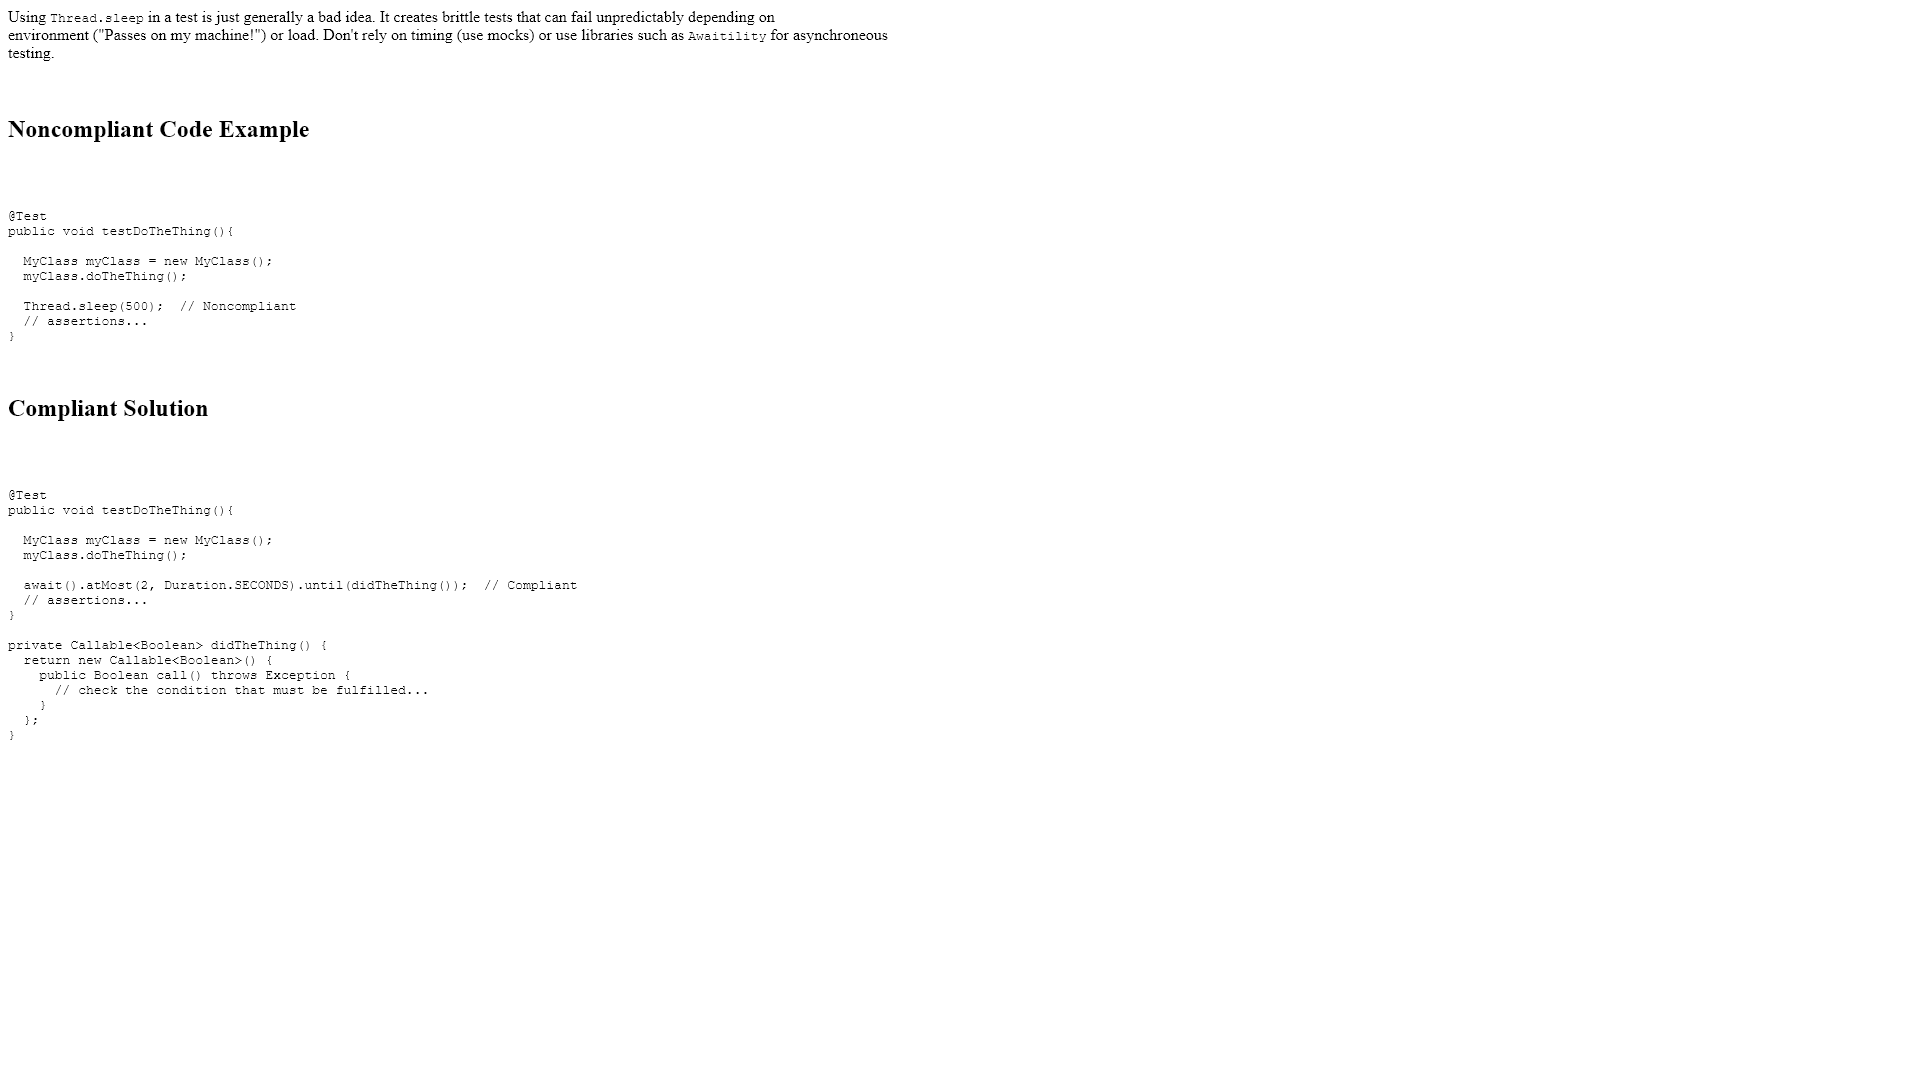 Using Thread.sleep in a test is just generally a bad idea. It creates brittle tests that can fail unpredictably depending on
environment ("Passes on my machine!") or load. Don't rely on timing (use mocks) or use libraries such as Awaitility for asynchroneous
testing.
Noncompliant Code Example
@Test
public void testDoTheThing(){
  MyClass myClass = new MyClass();
  myClass.doTheThing();
  Thread.sleep(500);  // Noncompliant
  // assertions...
}
Compliant Solution
@Test
public void testDoTheThing(){
  MyClass myClass = new MyClass();
  myClass.doTheThing();
  await().atMost(2, Duration.SECONDS).until(didTheThing());  // Compliant
  // assertions...
}
private Callable<Boolean> didTheThing() {
  return new Callable<Boolean>() {
    public Boolean call() throws Exception {
      // check the condition that must be fulfilled...
    }
  };
}